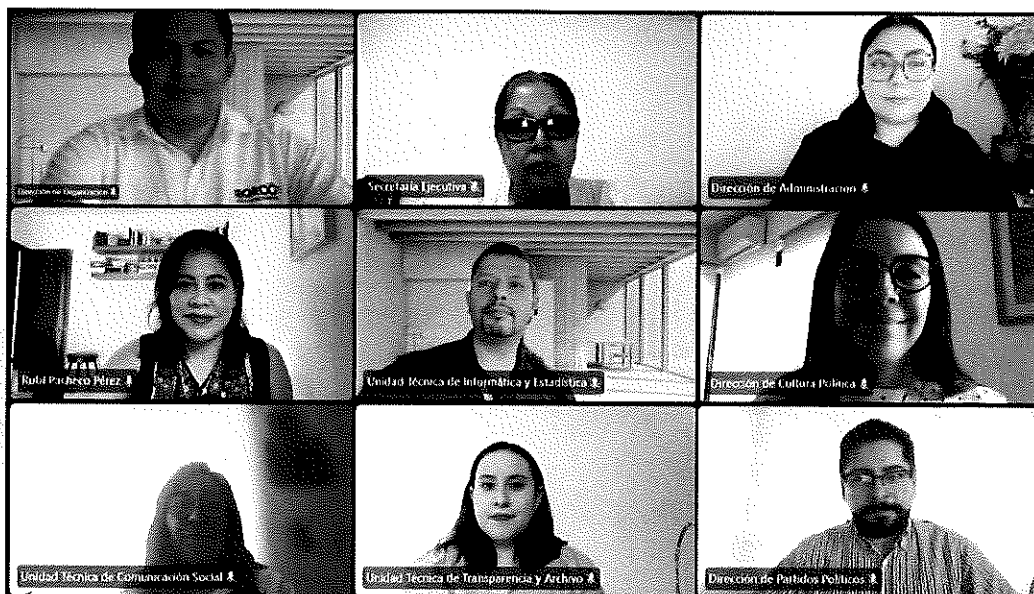 Dirección de Organización
Secretaría Ejecutiva
Dirección de Administración
Rubí Pacheco Pérez
Unidad Técnica de Informática y Estadística
Dirección de Cultura Política
Unidad Técnica de Comunicación Social
Unidad Técnica de Transparencia y Archivo
Dirección de Partidos Políticos